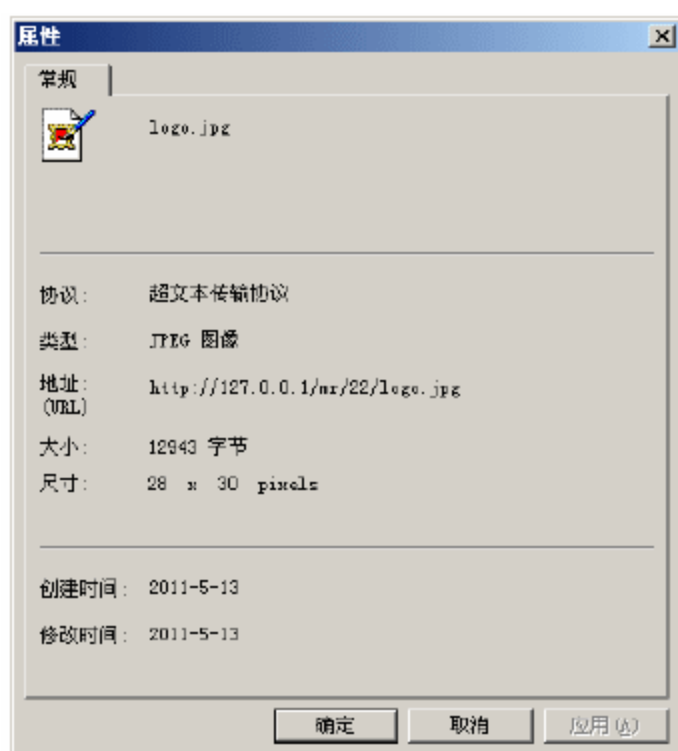 属性
常规
logo.jpg
协议: 超文本传输协议
类型: JPEG 图像
地址: http://127.0.0.1/mr/22/logo.jpg
(URL)
大小: 12943 字节
尺寸: 28 x 30 pixels
创建时间: 2011-5-13
修改时间: 2011-5-13
确定 取消 应用(A)